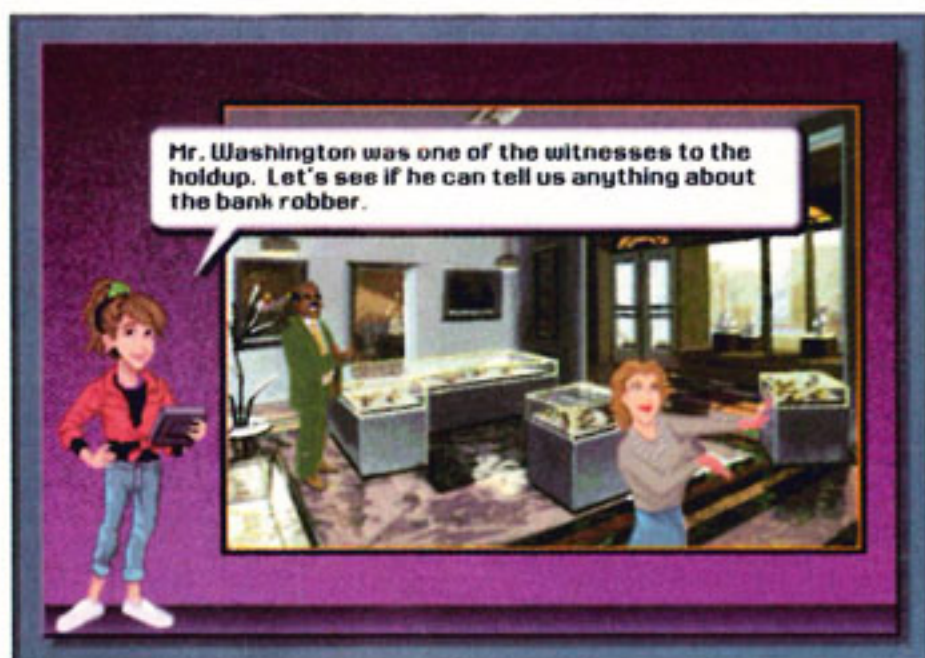 Mr. Washington was one of the witnesses to the
holdup. Let's see if he can tell us anything about
the bank robber.